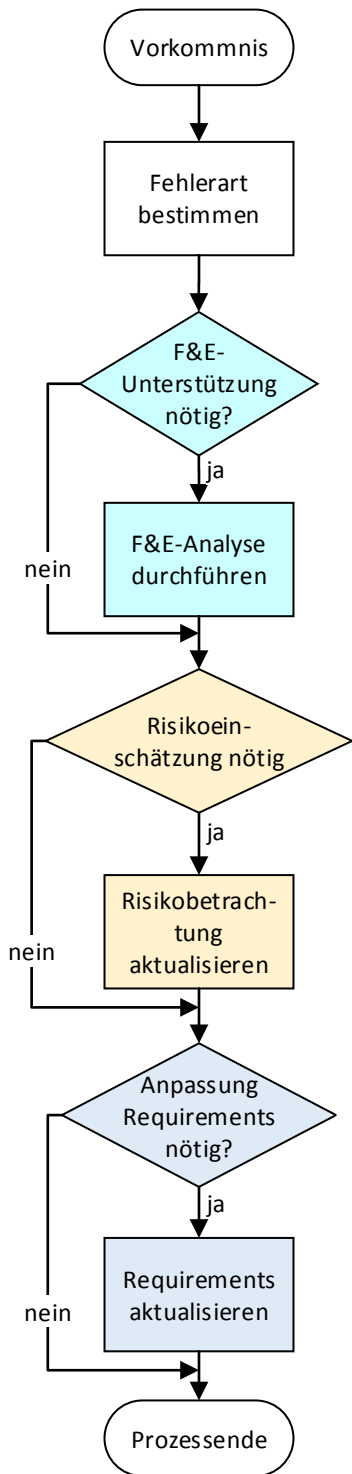 Vorkommnis
Fehlerart
bestimmen
F&E-
Unterstützung
nötig?
ja
F&E-Analyse
durchführen
nein
Risikoein-
schätzung nötig
ja
Risikobetrach-
tung
aktualisieren
nein
Anpassung
Requirements
nötig?
ja
Requirements
aktualisieren
nein
Prozessende